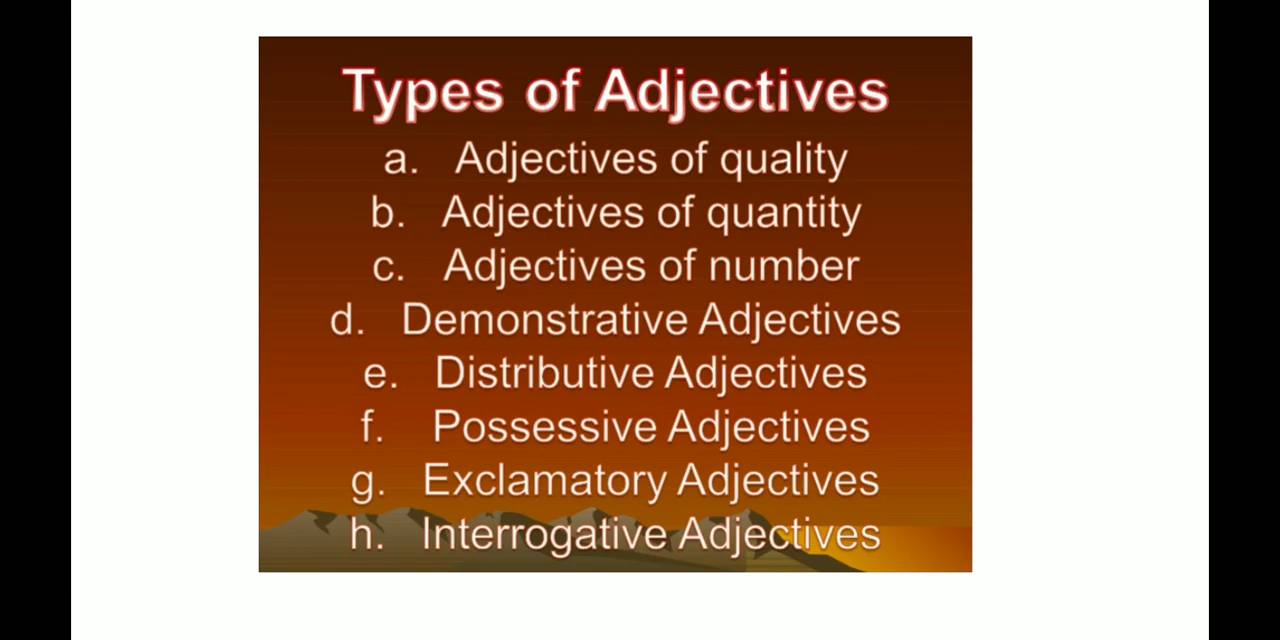 Types of Adjectives
a. Adjectives of quality
b. Adjectives of quantity
c. Adjectives of number
d. Demonstrative Adjectives
e. Distributive Adjectives
f. Possessive Adjectives
g. Exclamatory Adjectives
h. Interrogative Adjectives